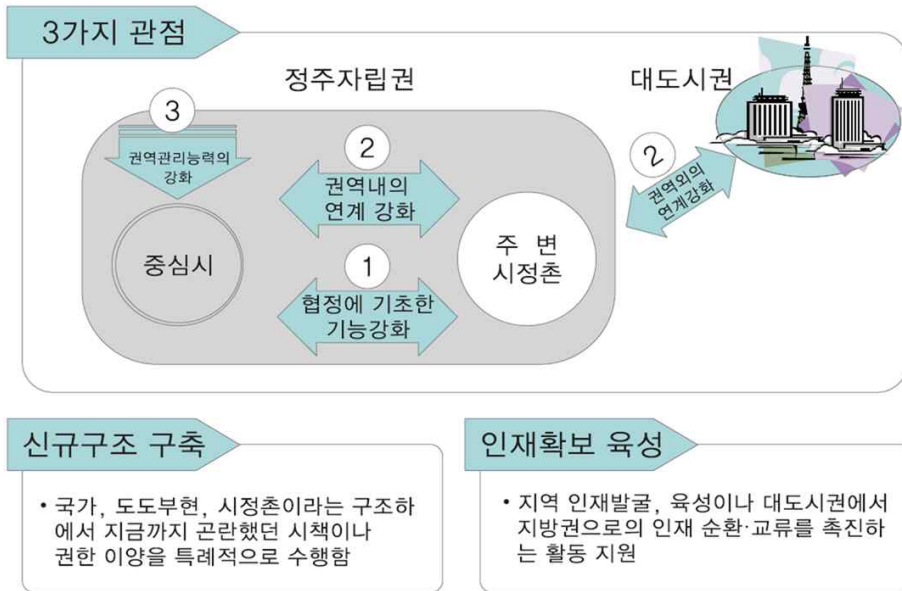 3가지 관점
정주자립권
대도시권
3
권역관리능력의
강화
2
권역내의
연계 강화
2
권역외의
연계강화
중심시
주 변
시정촌
1
협정에 기초한
기능강화
신규구조 구축
• 국가, 도도부현, 시정촌이라는 구조하
에서 지금까지 곤란했던 시책이나
권한 이양을 특례적으로 수행함
인재확보 육성
• 지역 인재발굴, 육성이나 대도시권에서
지방권으로의 인재 순환·교류를 촉진하
는 활동 지원